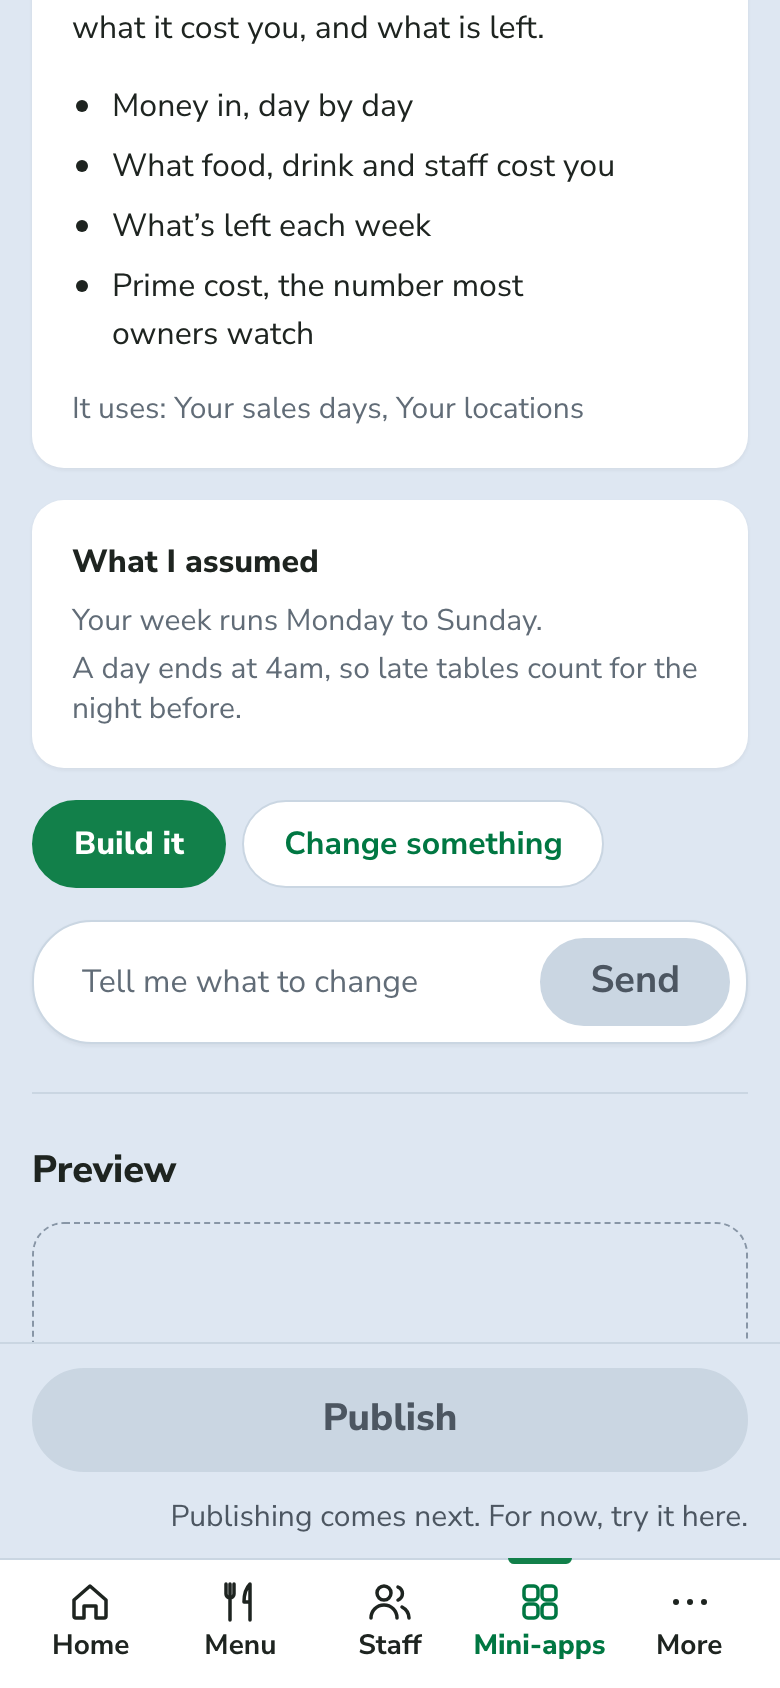 what it cost you, and what is left.
Money in, day by day
What food, drink and staff cost you
What’s left each week
Prime cost, the number most
owners watch
It uses: Your sales days, Your locations
What I assumed
Your week runs Monday to Sunday.
A day ends at 4am, so late tables count for the
night before.
Build it
Change something
Tell me what to change
Send
Preview
Publish
Publishing comes next. For now, try it here.
Home
Menu
Staff
Mini-apps
More